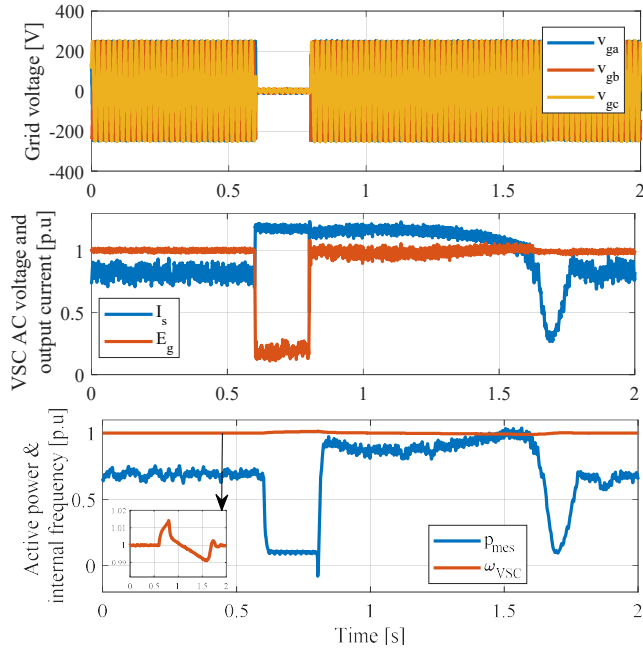 400
200
0
-200
-400
Grid voltage [V]
v_ga
v_gb
v_gc
0
0.5
1
1.5
2
VSC AC voltage and
output current [p.u]
1
0.5
0
I_s
E_g
0
0.5
1
1.5
2
Active power &
internal frequency [p.u]
1
0.5
0
1.02
1.01
1
0.99
0
0.5
1
1.5
2
p_mes
ω_VSC
0
0.5
1
1.5
2
Time [s]